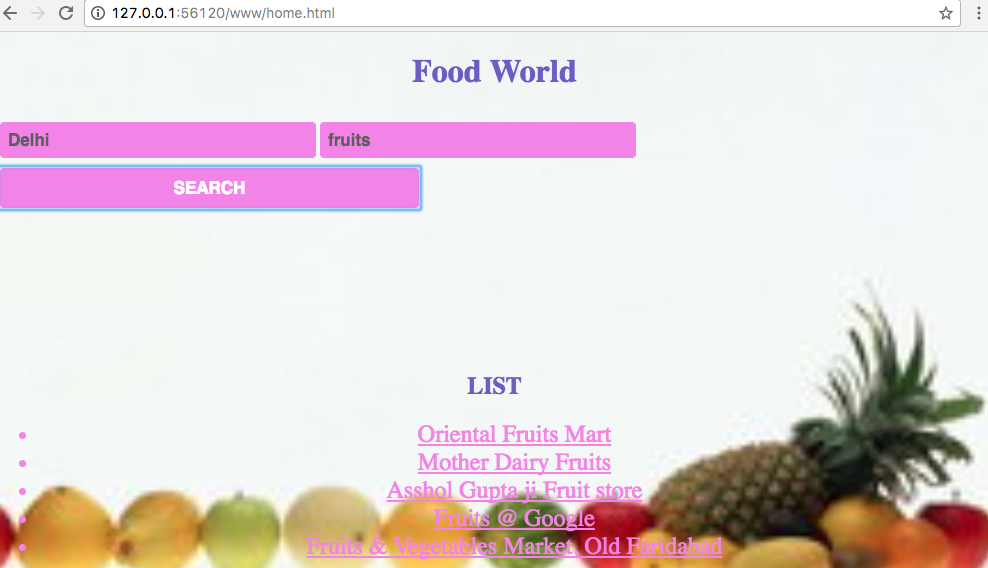 127.0.0.1:56120/www/home.html
Food World
Delhi fruits
SEARCH
LIST
Oriental Fruits Mart
Mother Dairy Fruits
Asshol Gupta ji Fruit store
Fruits @ Google
Fruits & Vegetables Market, Old Faridabad